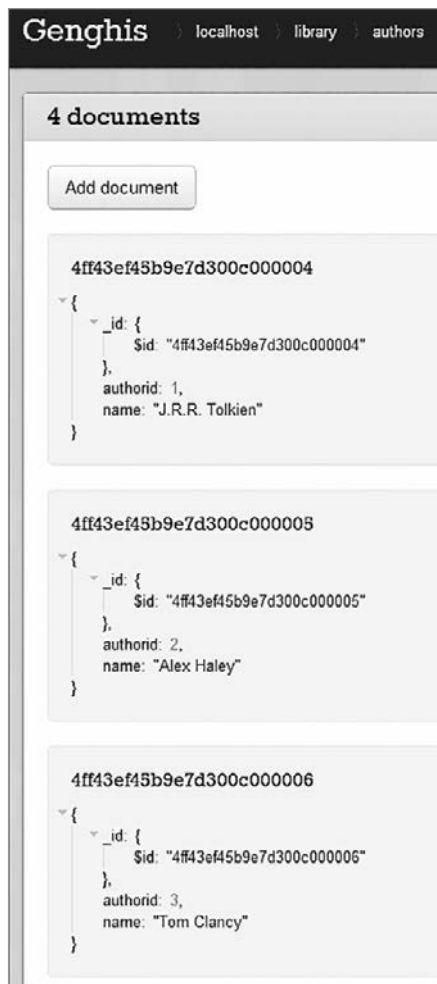 Genghis 〉 localhost 〉 library 〉 authors
4 documents
Add document
4ff43ef45b9e7d300c000004
{
_id: {
$id: "4ff43ef45b9e7d300c000004"
},
authorid: 1,
name: "J.R.R. Tolkien"
}
4ff43ef45b9e7d300c000005
{
_id: {
$id: "4ff43ef45b9e7d300c000005"
},
authorid: 2,
name: "Alex Haley"
}
4ff43ef45b9e7d300c000006
{
_id: {
$id: "4ff43ef45b9e7d300c000006"
},
authorid: 3,
name: "Tom Clancy"
}